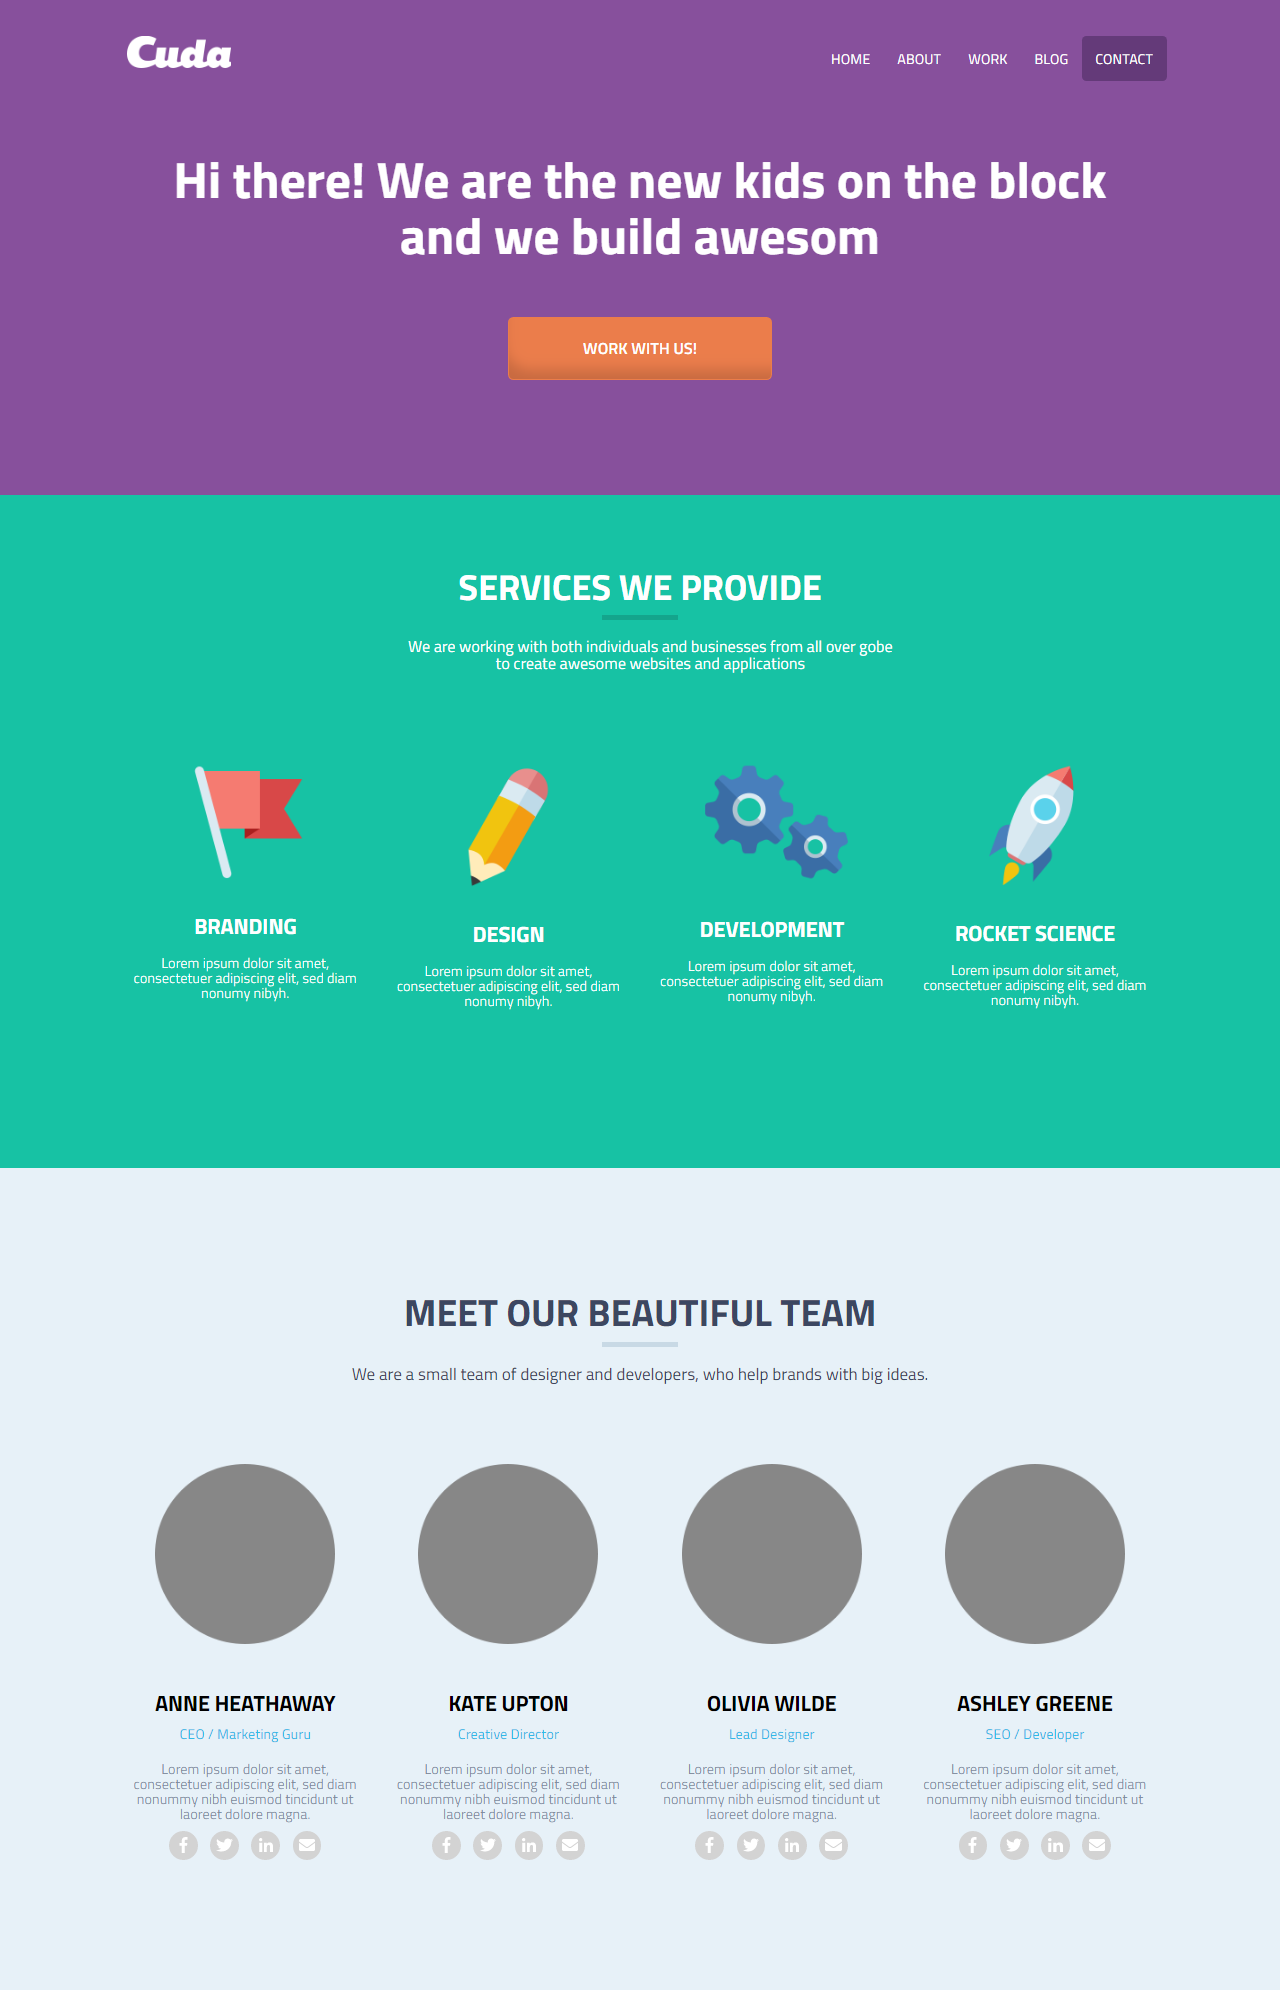 Cuda
HOME ABOUT WORK BLOG CONTACT
Hi there! We are the new kids on the block
and we build awesom
WORK WITH US!
SERVICES WE PROVIDE
We are working with both individuals and businesses from all over gobe
to create awesome websites and applications
BRANDING
Lorem ipsum dolor sit amet,
consectetuer adipiscing elit, sed diam
nonumy nibyh.
DESIGN
Lorem ipsum dolor sit amet,
consectetuer adipiscing elit, sed diam
nonumy nibyh.
DEVELOPMENT
Lorem ipsum dolor sit amet,
consectetuer adipiscing elit, sed diam
nonumy nibyh.
ROCKET SCIENCE
Lorem ipsum dolor sit amet,
consectetuer adipiscing elit, sed diam
nonumy nibyh.
MEET OUR BEAUTIFUL TEAM
We are a small team of designer and developers, who help brands with big ideas.
ANNE HEATHAWAY
CEO / Marketing Guru
Lorem ipsum dolor sit amet,
consectetuer adipiscing elit, sed diam
nonummy nibh euismod tincidunt ut
laoreet dolore magna.
KATE UPTON
Creative Director
Lorem ipsum dolor sit amet,
consectetuer adipiscing elit, sed diam
nonummy nibh euismod tincidunt ut
laoreet dolore magna.
OLIVIA WILDE
Lead Designer
Lorem ipsum dolor sit amet,
consectetuer adipiscing elit, sed diam
nonummy nibh euismod tincidunt ut
laoreet dolore magna.
ASHLEY GREENE
SEO / Developer
Lorem ipsum dolor sit amet,
consectetuer adipiscing elit, sed diam
nonummy nibh euismod tincidunt ut
laoreet dolore magna.